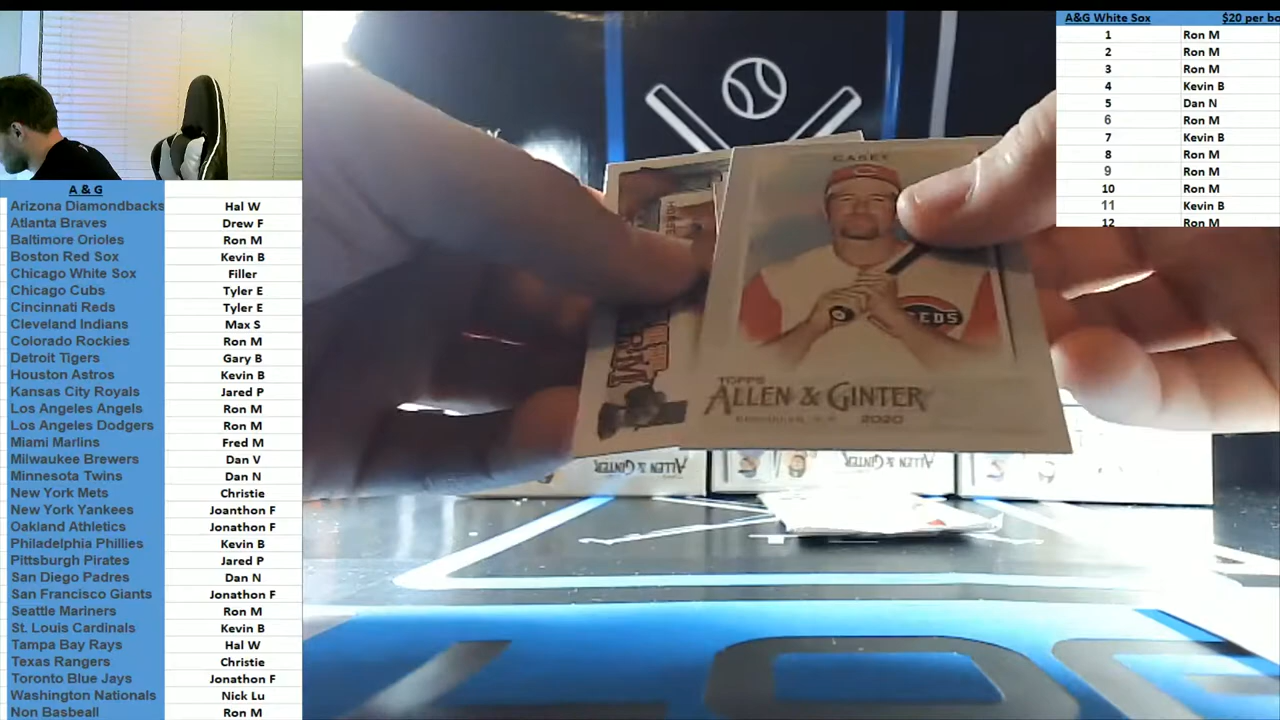 A & G
Arizona Diamondbacks Hal W
Atlanta Braves Drew F
Baltimore Orioles Ron M
Boston Red Sox Kevin B
Chicago White Sox Filler
Chicago Cubs Tyler E
Cincinnati Reds Tyler E
Cleveland Indians Max S
Colorado Rockies Ron M
Detroit Tigers Gary B
Houston Astros Kevin B
Kansas City Royals Jared P
Los Angeles Angels Ron M
Los Angeles Dodgers Ron M
Miami Marlins Fred M
Milwaukee Brewers Dan V
Minnesota Twins Dan N
New York Mets Christie
New York Yankees Joanthon F
Oakland Athletics Jonathon F
Philadelphia Phillies Kevin B
Pittsburgh Pirates Jared P
San Diego Padres Dan N
San Francisco Giants Jonathon F
Seattle Mariners Ron M
St. Louis Cardinals Kevin B
Tampa Bay Rays Hal W
Texas Rangers Christie
Toronto Blue Jays Jonathon F
Washington Nationals Nick Lu
Non Basbeall Ron M
CASEY
REDS
TOPPS
ALLEN & GINTER
2020
ALLEN & GINTER
ALLEN & GINTER
A&G White Sox $20 per bo
1 Ron M
2 Ron M
3 Ron M
4 Kevin B
5 Dan N
6 Ron M
7 Kevin B
8 Ron M
9 Ron M
10 Ron M
11 Kevin B
12 Ron M